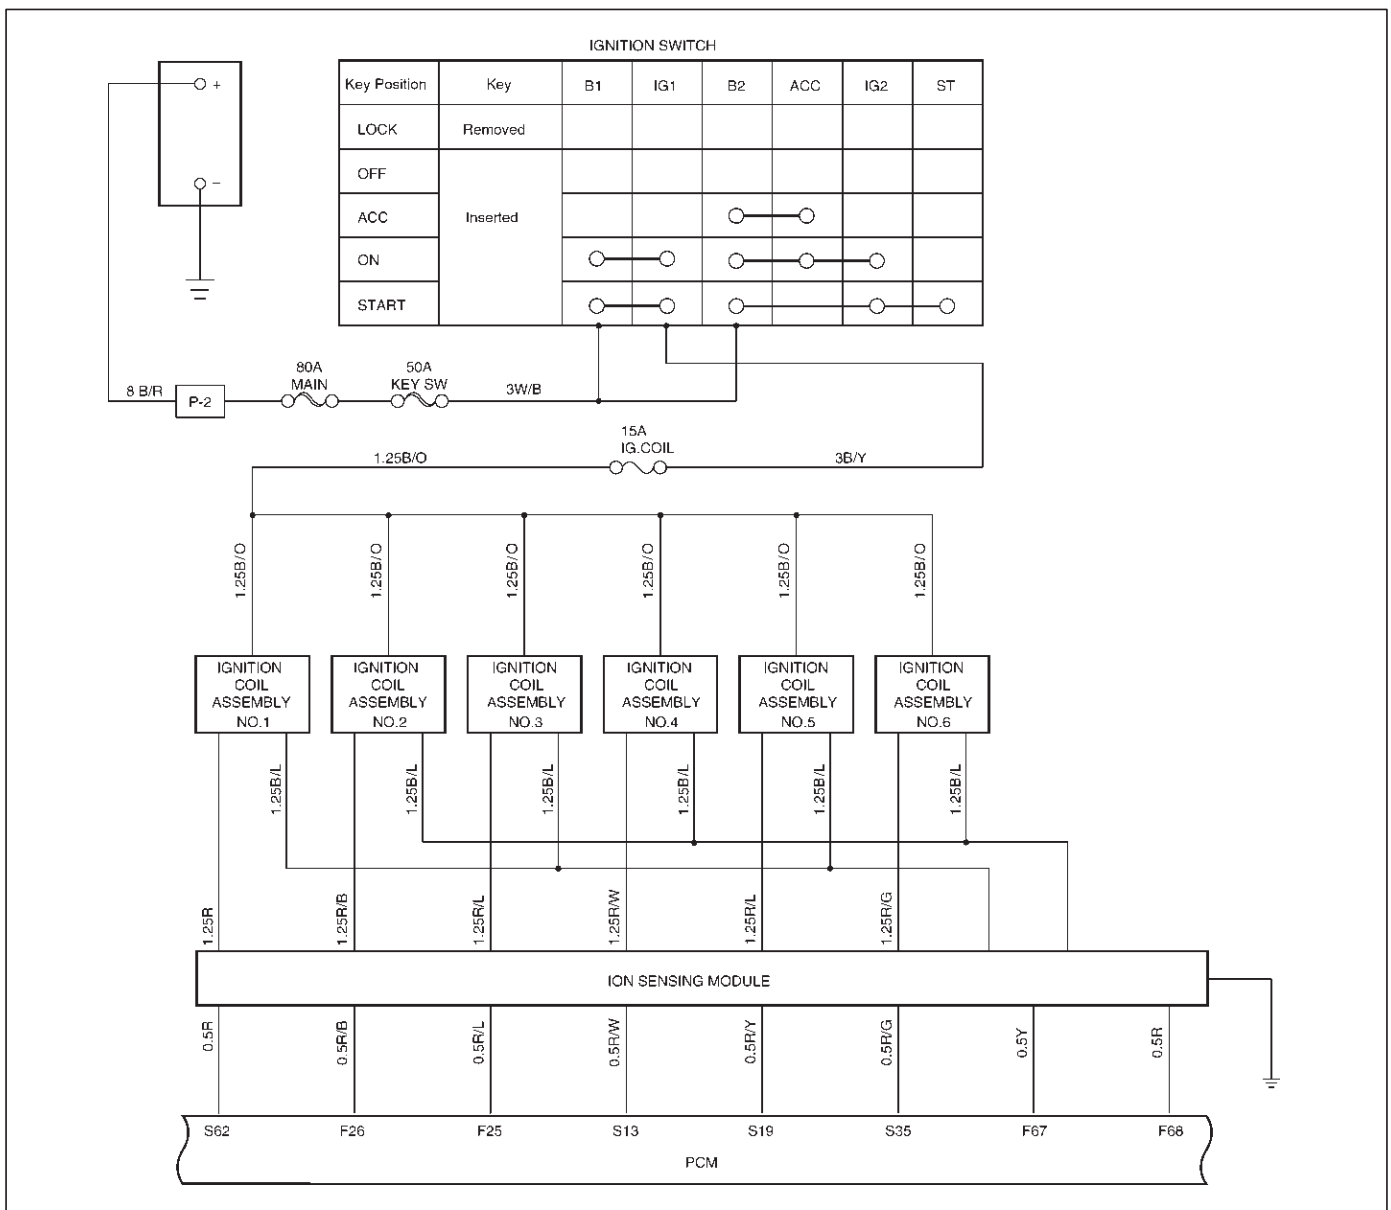 IGNITION SWITCH
Key Position Key B1 IG1 B2 ACC IG2 ST
LOCK Removed
OFF
ACC Inserted
ON
START
+
−
8 B/R
P-2
80A
MAIN
50A
KEY SW
3W/B
15A
IG.COIL
1.25B/O
3B/Y
1.25B/O
1.25B/O
1.25B/O
1.25B/O
1.25B/O
1.25B/O
IGNITION
COIL
ASSEMBLY
NO.1
IGNITION
COIL
ASSEMBLY
NO.2
IGNITION
COIL
ASSEMBLY
NO.3
IGNITION
COIL
ASSEMBLY
NO.4
IGNITION
COIL
ASSEMBLY
NO.5
IGNITION
COIL
ASSEMBLY
NO.6
1.25B/L
1.25B/L
1.25B/L
1.25B/L
1.25B/L
1.25B/L
1.25R
1.25R/B
1.25R/L
1.25R/W
1.25R/L
1.25R/G
ION SENSING MODULE
0.5R
0.5R/B
0.5R/L
0.5R/W
0.5R/Y
0.5R/G
0.5Y
0.5R
S62 F26 F25 S13 S19 S35 F67 F68
PCM